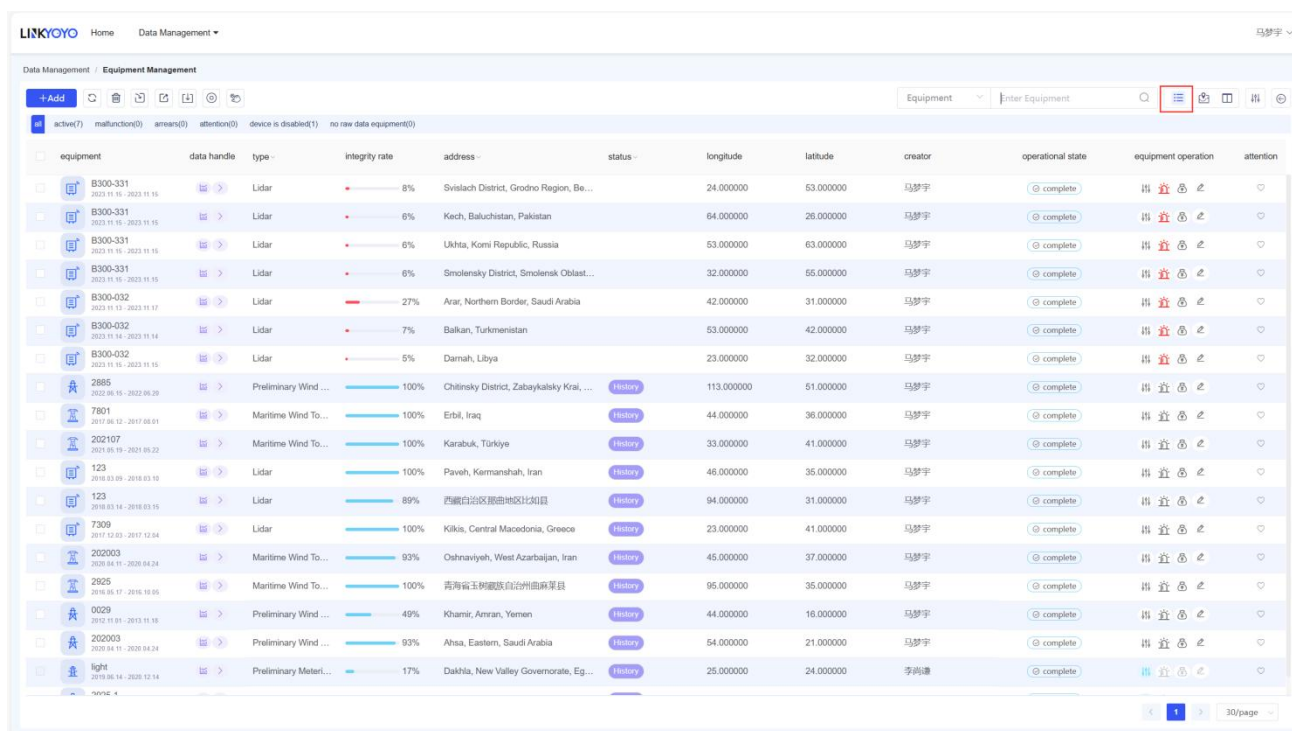 LINKYOYO Home Data Management 马梦宇
Data Management / Equipment Management
+Add Equipment Enter Equipment
all active(7) malfunction(0) arrears(0) attention(0) device is disabled(1) no raw data equipment(0)
equipment data handle type integrity rate address status longitude latitude creator operational state equipment operation attention
B300-331 Lidar 8% Svislach District, Grodno Region, Be... 24.000000 53.000000 马梦宇 complete
2023.11.15 - 2023.11.15
B300-331 Lidar 6% Kech, Baluchistan, Pakistan 64.000000 26.000000 马梦宇 complete
2023.11.15 - 2023.11.15
B300-331 Lidar 6% Ukhta, Komi Republic, Russia 53.000000 63.000000 马梦宇 complete
2023.11.15 - 2023.11.15
B300-331 Lidar 6% Smolensky District, Smolensk Oblast... 32.000000 55.000000 马梦宇 complete
2023.11.15 - 2023.11.15
B300-032 Lidar 27% Arar, Northern Border, Saudi Arabia 42.000000 31.000000 马梦宇 complete
2023.11.13 - 2023.11.17
B300-032 Lidar 7% Balkan, Turkmenistan 53.000000 42.000000 马梦宇 complete
2023.11.14 - 2023.11.14
B300-032 Lidar 5% Darnah, Libya 23.000000 32.000000 马梦宇 complete
2023.11.15 - 2023.11.15
2885 Preliminary Wind ... 100% Chitinsky District, Zabaykalsky Krai, ... History 113.000000 51.000000 马梦宇 complete
2022.06.15 - 2022.06.20
7801 Maritime Wind To... 100% Erbil, Iraq History 44.000000 36.000000 马梦宇 complete
2017.06.12 - 2017.08.01
202107 Maritime Wind To... 100% Karabuk, Türkiye History 33.000000 41.000000 马梦宇 complete
2021.05.19 - 2021.05.22
123 Lidar 100% Paveh, Kermanshah, Iran History 46.000000 35.000000 马梦宇 complete
2018.03.09 - 2018.03.10
123 Lidar 89% 西藏自治区那曲地区比如县 History 94.000000 31.000000 马梦宇 complete
2018.03.14 - 2018.03.15
7309 Lidar 100% Kilkis, Central Macedonia, Greece History 23.000000 41.000000 马梦宇 complete
2017.12.03 - 2017.12.04
202003 Maritime Wind To... 93% Oshnaviyeh, West Azarbaijan, Iran History 45.000000 37.000000 马梦宇 complete
2020.04.11 - 2020.04.24
2925 Maritime Wind To... 100% 青海省玉树藏族自治州曲麻莱县 History 95.000000 35.000000 马梦宇 complete
2016.05.17 - 2016.10.05
0029 Preliminary Wind ... 49% Khamir, Amran, Yemen History 44.000000 16.000000 马梦宇 complete
2012.11.01 - 2013.11.18
202003 Preliminary Wind ... 93% Ahsa, Eastern, Saudi Arabia History 54.000000 21.000000 马梦宇 complete
2020.04.11 - 2020.04.24
light Preliminary Meteri... 17% Dakhla, New Valley Governorate, Eg... History 25.000000 24.000000 李尚谦 complete
2019.06.14 - 2020.12.14
1 30/page